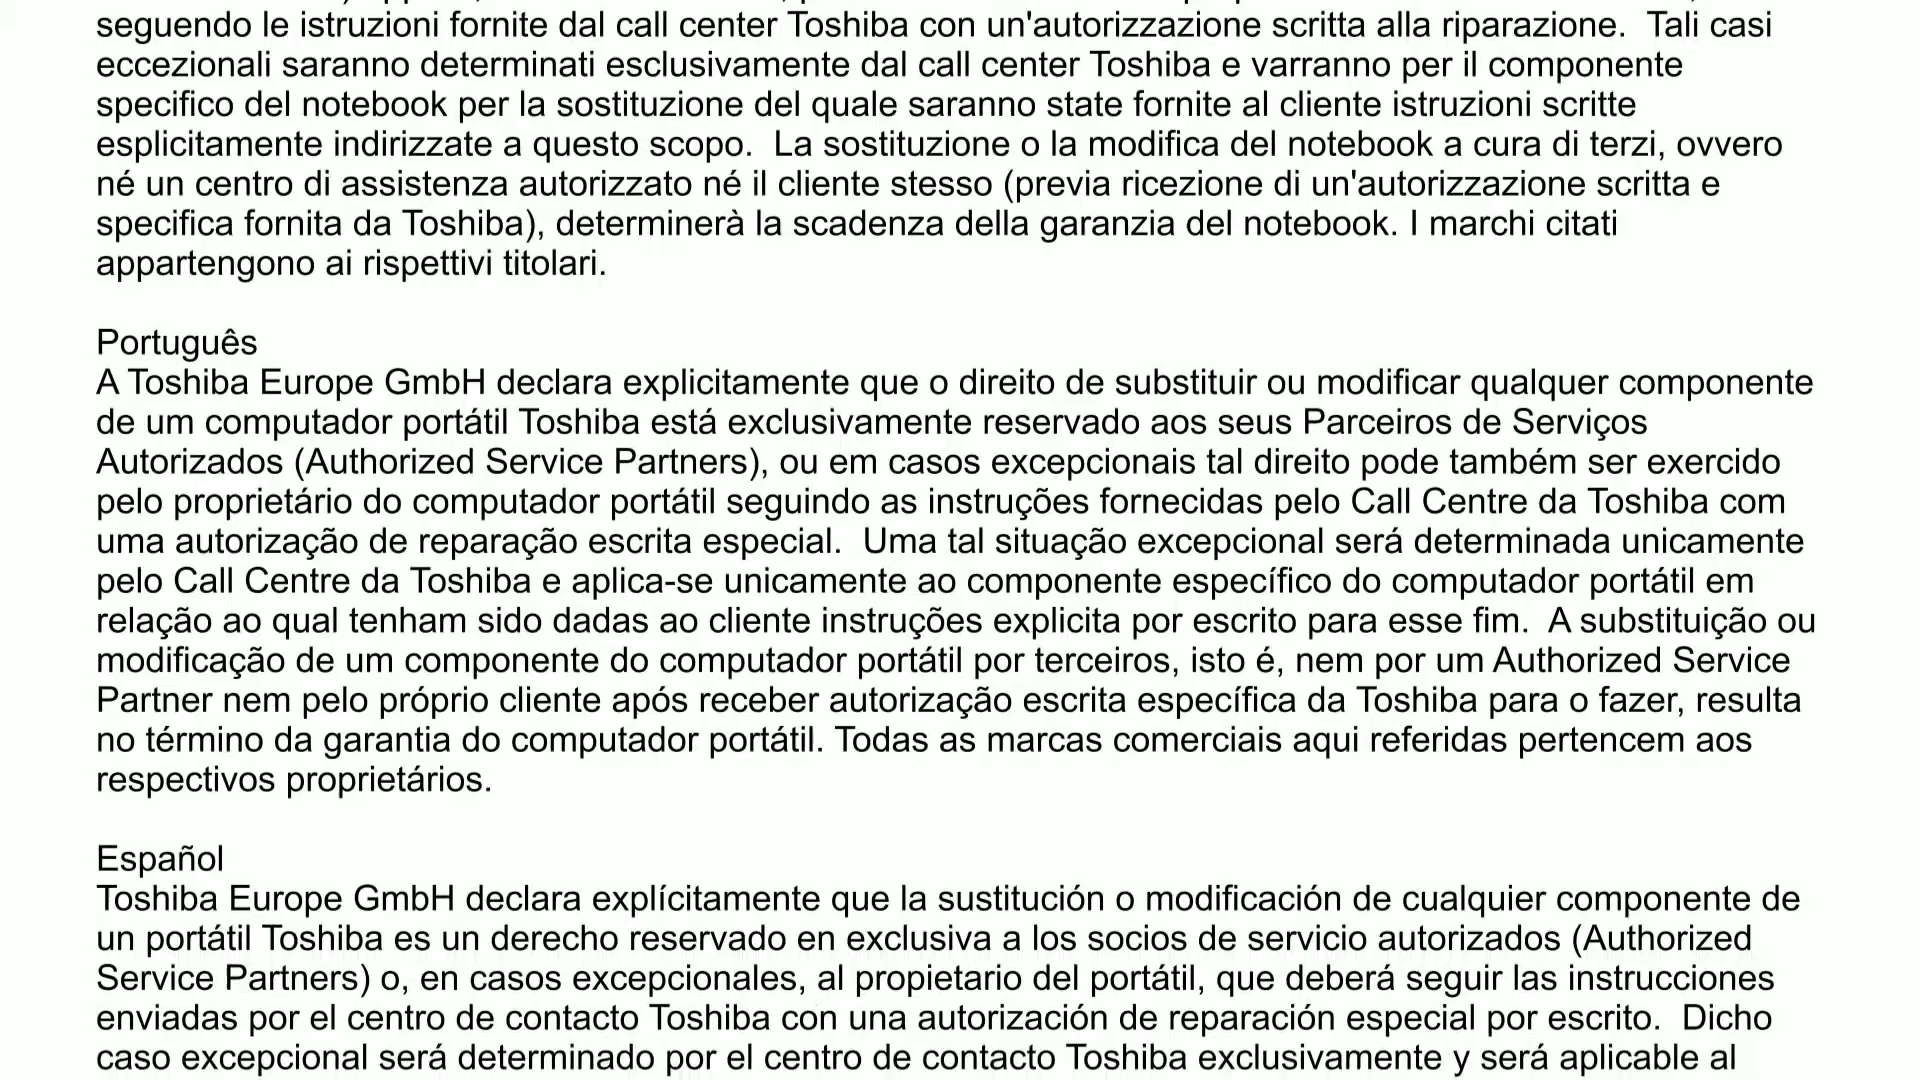 seguendo le istruzioni fornite dal call center Toshiba con un'autorizzazione scritta alla riparazione.  Tali casi
eccezionali saranno determinati esclusivamente dal call center Toshiba e varranno per il componente
specifico del notebook per la sostituzione del quale saranno state fornite al cliente istruzioni scritte
esplicitamente indirizzate a questo scopo.  La sostituzione o la modifica del notebook a cura di terzi, ovvero
né un centro di assistenza autorizzato né il cliente stesso (previa ricezione di un'autorizzazione scritta e
specifica fornita da Toshiba), determinerà la scadenza della garanzia del notebook. I marchi citati
appartengono ai rispettivi titolari.

Português
A Toshiba Europe GmbH declara explicitamente que o direito de substituir ou modificar qualquer componente
de um computador portátil Toshiba está exclusivamente reservado aos seus Parceiros de Serviços
Autorizados (Authorized Service Partners), ou em casos excepcionais tal direito pode também ser exercido
pelo proprietário do computador portátil seguindo as instruções fornecidas pelo Call Centre da Toshiba com
uma autorização de reparação escrita especial.  Uma tal situação excepcional será determinada unicamente
pelo Call Centre da Toshiba e aplica-se unicamente ao componente específico do computador portátil em
relação ao qual tenham sido dadas ao cliente instruções explicita por escrito para esse fim.  A substituição ou
modificação de um componente do computador portátil por terceiros, isto é, nem por um Authorized Service
Partner nem pelo próprio cliente após receber autorização escrita específica da Toshiba para o fazer, resulta
no término da garantia do computador portátil. Todas as marcas comerciais aqui referidas pertencem aos
respectivos proprietários.

Español
Toshiba Europe GmbH declara explícitamente que la sustitución o modificación de cualquier componente de
un portátil Toshiba es un derecho reservado en exclusiva a los socios de servicio autorizados (Authorized
Service Partners) o, en casos excepcionales, al propietario del portátil, que deberá seguir las instrucciones
enviadas por el centro de contacto Toshiba con una autorización de reparación especial por escrito.  Dicho
caso excepcional será determinado por el centro de contacto Toshiba exclusivamente y será aplicable al